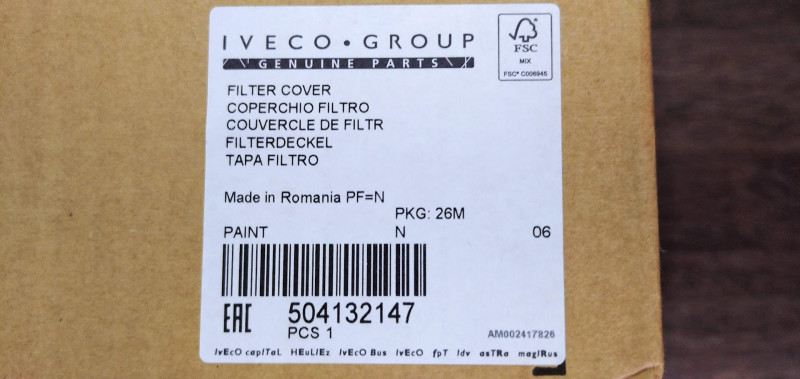 IVECO • GROUP
GENUINE PARTS
FSC
MIX
FSC® C006945
FILTER COVER
COPERCHIO FILTRO
COUVERCLE DE FILTR
FILTERDECKEL
TAPA FILTRO
Made in Romania PF=N
PKG: 26M
PAINT N 06
EAC 504132147
PCS 1 AM002417826
IvEcO capITaL HEuLIEz IvEcO Bus IvEcO fpT Idv asTRa magIRus